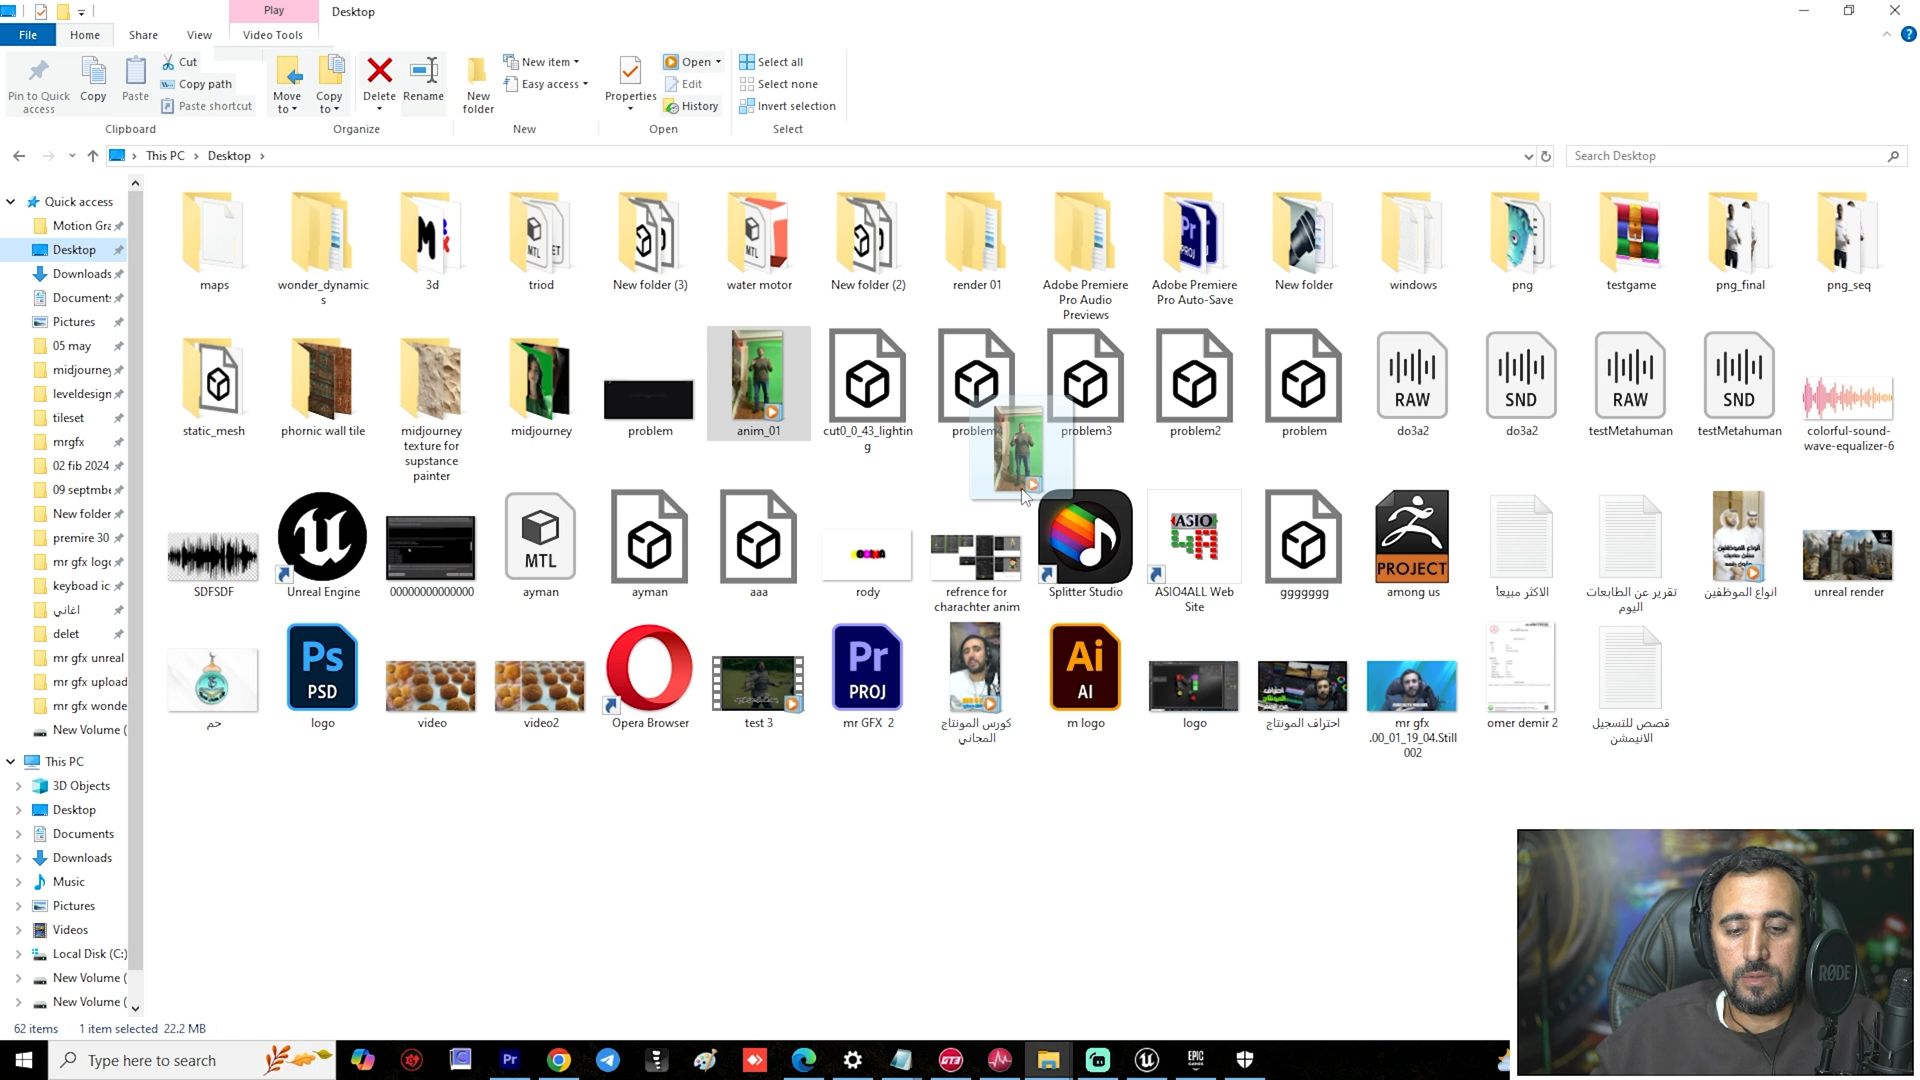 Play
Desktop
File
Home
Share
View
Video Tools
Pin to Quick
access
Copy
Paste
Cut
Copy path
Paste shortcut
Move
to
Copy
to
Delete
Rename
New
folder
New item
Easy access
Properties
Open
Edit
History
Select all
Select none
Invert selection
Clipboard
Organize
New
Open
Select
This PC
Desktop
Search Desktop
Quick access
Motion Gra
Desktop
Downloads
Document
Pictures
05 may
midjourney
leveldesign
tileset
mrgfx
02 fib 2024
09 septmbe
New folder
premire 30
mr gfx logo
keyboad ic
اغاني
delet
mr gfx unreal
mr gfx upload
mr gfx wonde
New Volume (
This PC
3D Objects
Desktop
Documents
Downloads
Music
Pictures
Videos
Local Disk (C:)
New Volume (
New Volume (
maps
wonder_dynamic
s
3d
triod
New folder (3)
water motor
New folder (2)
render 01
Adobe Premiere
Pro Audio
Previews
Adobe Premiere
Pro Auto-Save
New folder
windows
png
testgame
png_final
png_seq
static_mesh
phornic wall tile
midjourney
texture for
supstance
painter
midjourney
problem
anim_01
cut0_0_43_lightin
g
problem4
problem3
problem2
problem
RAW
do3a2
SND
do3a2
RAW
testMetahuman
SND
testMetahuman
colorful-sound-
wave-equalizer-6
SDFSDF
Unreal Engine
00000000000000
MTL
ayman
ayman
aaa
rody
refrence for
charachter anim
Splitter Studio
ASIO
4A
ASIO4ALL Web
Site
ggggggg
PROJECT
among us
الاكثر مبيعاً
تقرير عن الطابعات
اليوم
انواع الموظفين
unreal render
حم
Ps
PSD
logo
video
video2
Opera Browser
test 3
Pr
PROJ
mr GFX 2
كورس المونتاج
المجاني
Ai
AI
m logo
logo
احتراف المونتاج
mr gfx
.00_01_19_04.Still
002
omer demir 2
قصص للتسجيل
الانيمشن
RØDE
62 items
1 item selected 22.2 MB
Type here to search
Pr
GT3
EPIC
GAMES